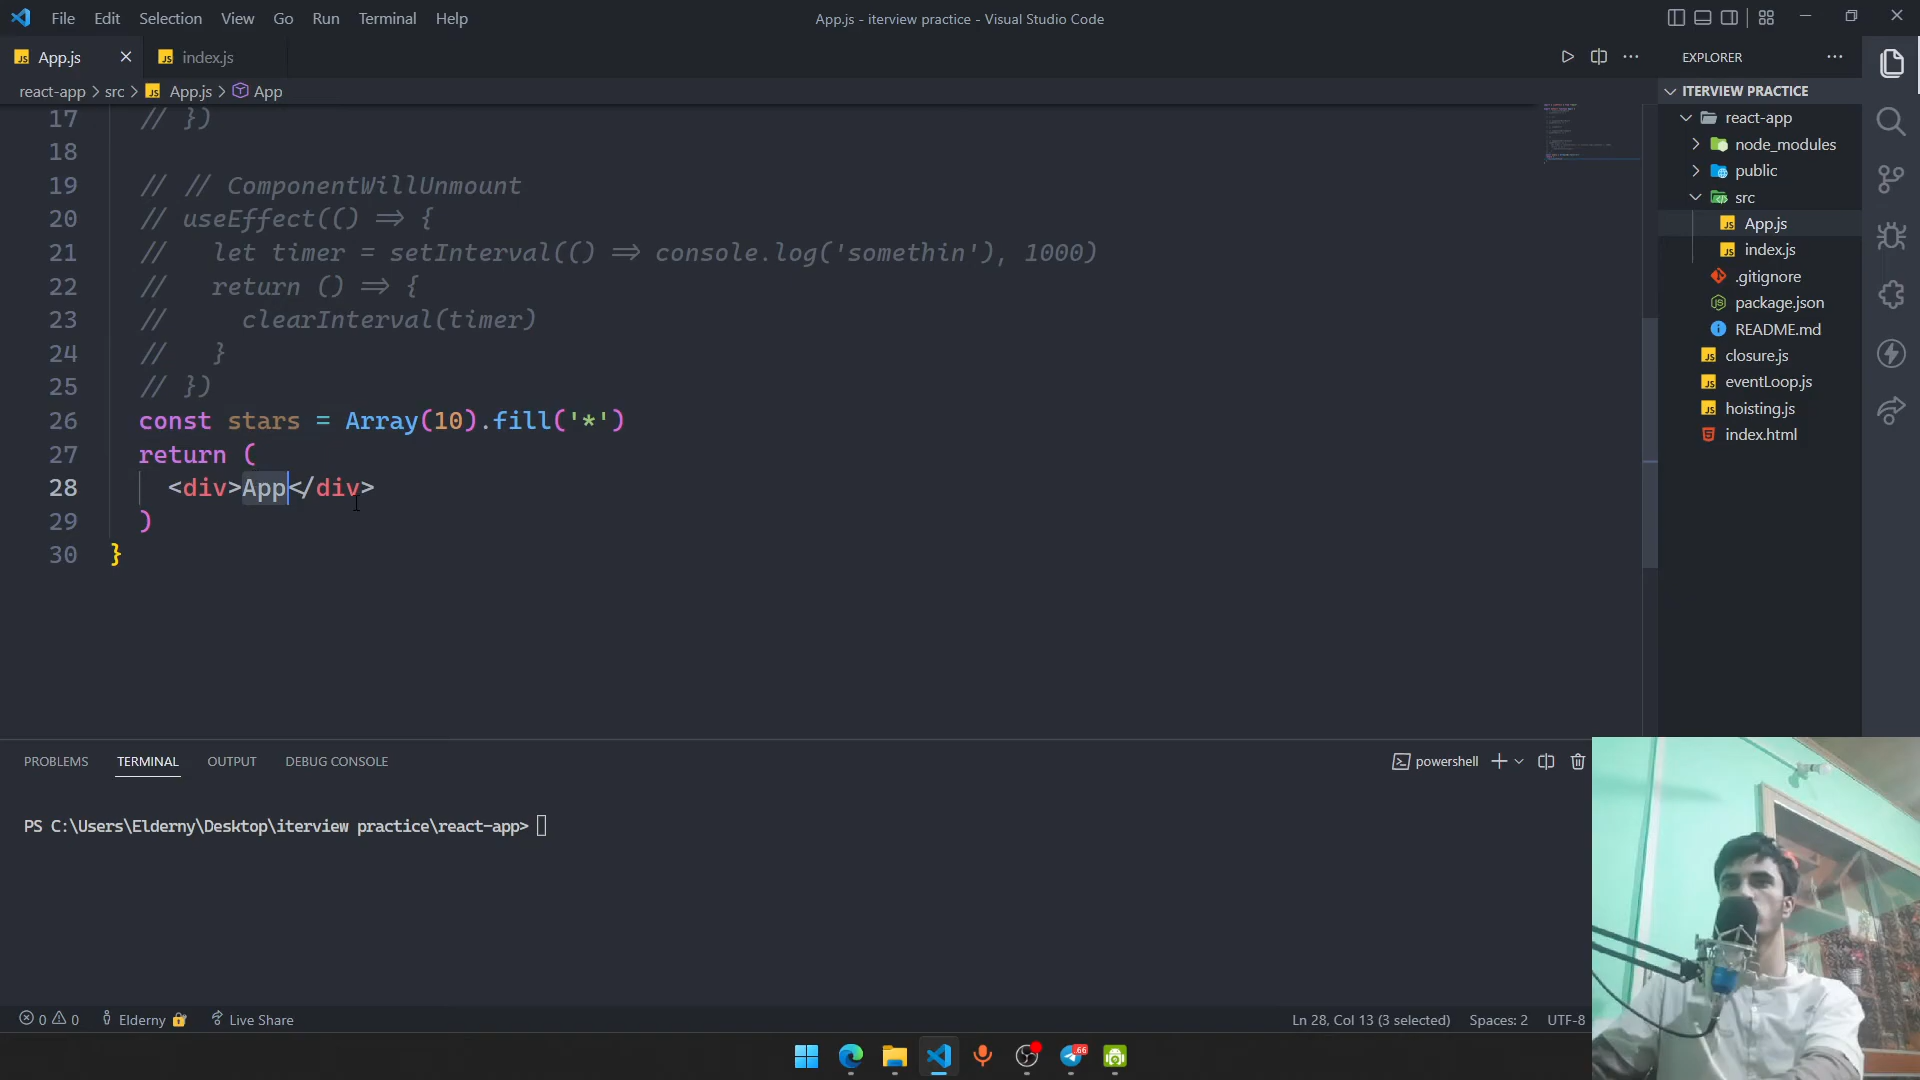 File Edit Selection View Go Run Terminal Help
App.js - iterview practice - Visual Studio Code
App.js
index.js
react-app > src > App.js > App
17 // })
18
19 // // ComponentWillUnmount
20 // useEffect(() => {
21 //   let timer = setInterval(() => console.log('somethin'), 1000)
22 //   return () => {
23 //     clearInterval(timer)
24 //   }
25 // })
26 const stars = Array(10).fill('*')
27 return (
28   <div>App</div>
29 )
30 }
EXPLORER
ITERVIEW PRACTICE
react-app
node_modules
public
src
App.js
index.js
.gitignore
package.json
README.md
closure.js
eventLoop.js
hoisting.js
index.html
PROBLEMS TERMINAL OUTPUT DEBUG CONSOLE
powershell
PS C:\Users\Elderny\Desktop\iterview practice\react-app>
0 0 Elderny Live Share
Ln 28, Col 13 (3 selected) Spaces: 2 UTF-8
66